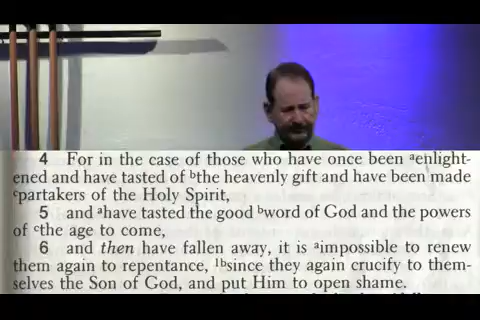 4 For in the case of those who have once been ᵃenlight-
ened and have tasted of ᵇthe heavenly gift and have been made
ᶜpartakers of the Holy Spirit,
5 and ᵃhave tasted the good ᵇword of God and the powers
of ᶜthe age to come,
6 and then have fallen away, it is ᵃimpossible to renew
them again to repentance, ¹ᵇsince they again crucify to them-
selves the Son of God, and put Him to open shame.